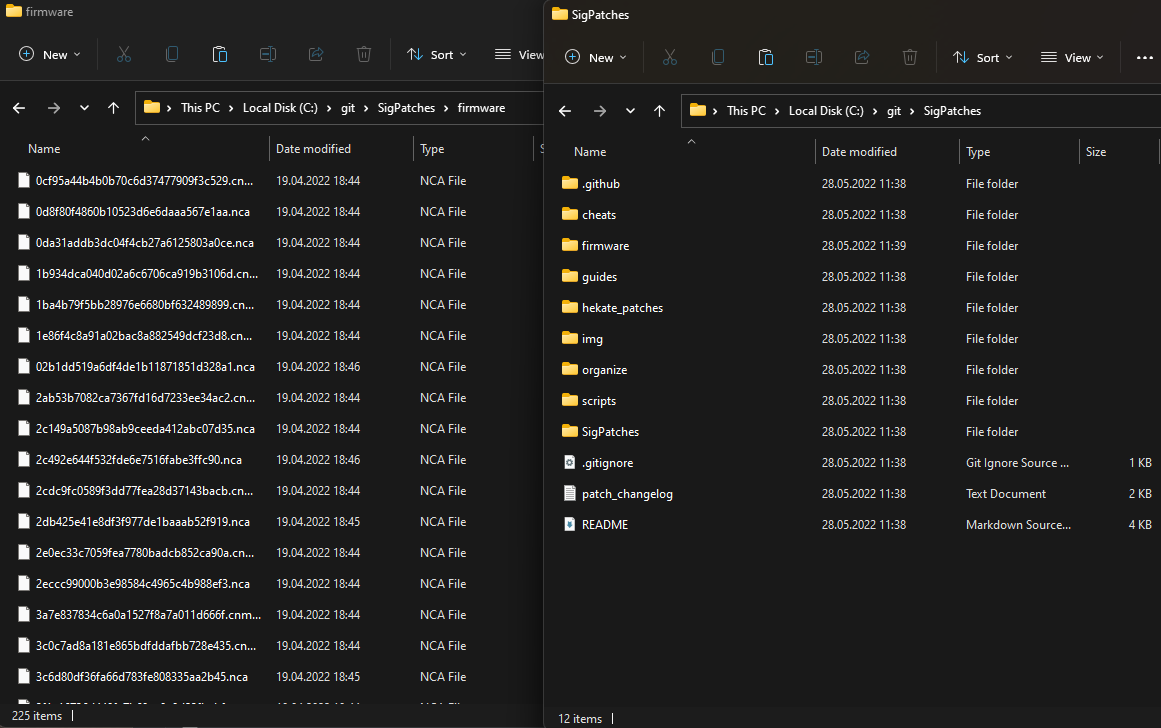 firmware
New Sort View
This PC Local Disk (C:) git SigPatches firmware
Name Date modified Type
0cf95a44b4b0b70c6d37477909f3c529.cn... 19.04.2022 18:44 NCA File
0d8f80f4860b10523d6e6daaa567e1aa.nca 19.04.2022 18:44 NCA File
0da31addb3dc04f4cb27a6125803a0ce.nca 19.04.2022 18:44 NCA File
1b934dca040d02a6c6706ca919b3106d.cn... 19.04.2022 18:44 NCA File
1ba4b79f5bb28976e6680bf632489899.cn... 19.04.2022 18:44 NCA File
1e86f4c8a91a02bac8a882549dcf23d8.cn... 19.04.2022 18:44 NCA File
02b1dd519a6df4de1b11871851d328a1.nca 19.04.2022 18:46 NCA File
2ab53b7082ca7367fd16d7233ee34ac2.cn... 19.04.2022 18:44 NCA File
2c149a5087b98ab9ceeda412abc07d35.nca 19.04.2022 18:44 NCA File
2c492e644f532fde6e7516fabe3ffc90.nca 19.04.2022 18:46 NCA File
2cdc9fc0589f3dd77fea28d37143bacb.cn... 19.04.2022 18:44 NCA File
2db425e41e8df3f977de1baaab52f919.nca 19.04.2022 18:45 NCA File
2e0ec33c7059fea7780badcb852ca90a.cn... 19.04.2022 18:44 NCA File
2eccc99000b3e98584c4965c4b988ef3.nca 19.04.2022 18:44 NCA File
3a7e837834c6a0a1527f8a7a011d666f.cnm... 19.04.2022 18:44 NCA File
3c0c7ad8a181e865bdfddafbb728e435.cn... 19.04.2022 18:44 NCA File
3c6d80df36fa66d783fe808335aa2b45.nca 19.04.2022 18:45 NCA File
225 items
SigPatches
New Sort View
This PC Local Disk (C:) git SigPatches
Name Date modified Type Size
.github 28.05.2022 11:38 File folder
cheats 28.05.2022 11:38 File folder
firmware 28.05.2022 11:39 File folder
guides 28.05.2022 11:38 File folder
hekate_patches 28.05.2022 11:38 File folder
img 28.05.2022 11:38 File folder
organize 28.05.2022 11:38 File folder
scripts 28.05.2022 11:38 File folder
SigPatches 28.05.2022 11:38 File folder
.gitignore 28.05.2022 11:38 Git Ignore Source ... 1 KB
patch_changelog 28.05.2022 11:38 Text Document 2 KB
README 28.05.2022 11:38 Markdown Source... 4 KB
12 items